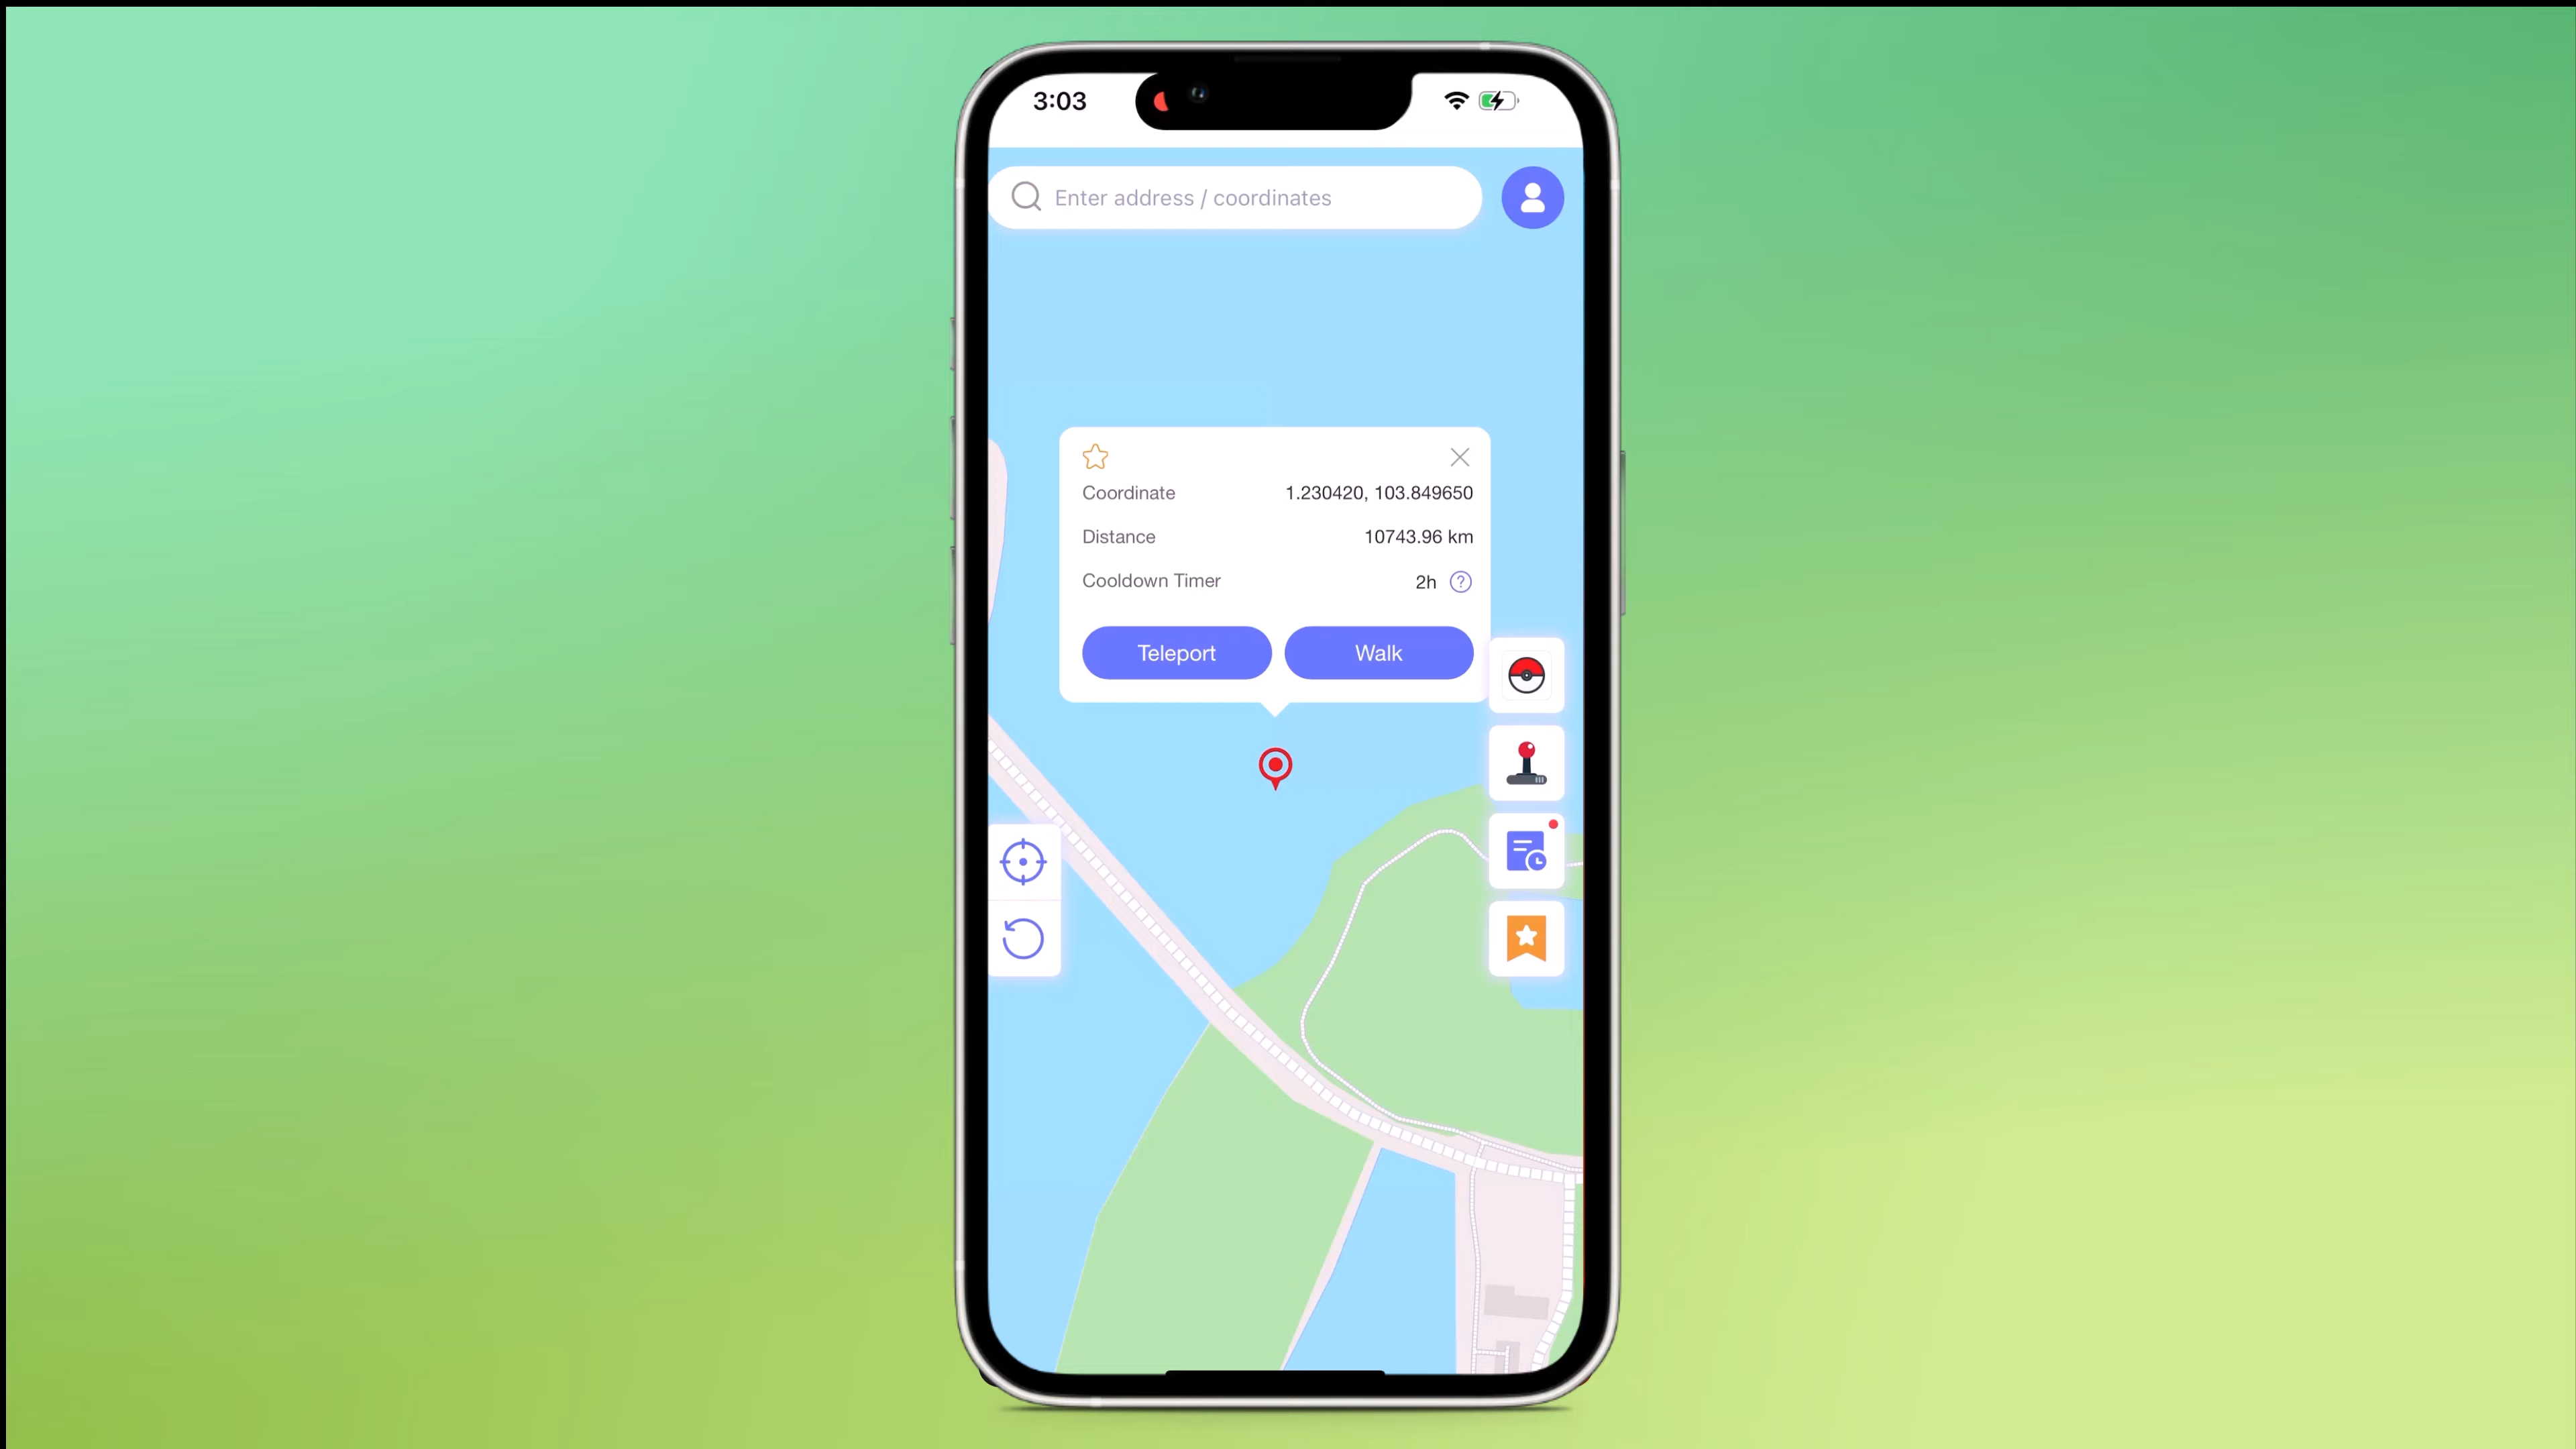 3:03
Enter address / coordinates
Coordinate 1.230420, 103.849650
Distance 10743.96 km
Cooldown Timer 2h ?
Teleport Walk